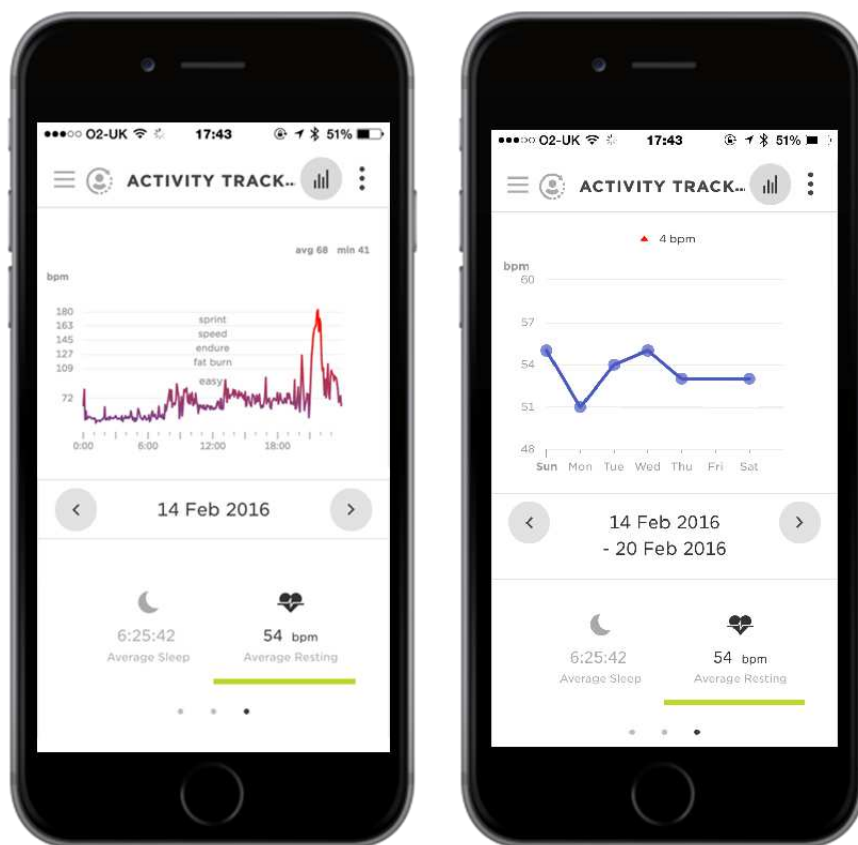 O2-UK 17:43 51%
ACTIVITY TRACK...
avg 68 min 41
bpm
180
163
145
127
109
72
sprint
speed
endure
fat burn
easy
0:00 6:00 12:00 18:00
14 Feb 2016
6:25:42
Average Sleep
54 bpm
Average Resting
O2-UK 17:43 51%
ACTIVITY TRACK...
4 bpm
bpm
60
57
54
51
48
Sun Mon Tue Wed Thu Fri Sat
14 Feb 2016
- 20 Feb 2016
6:25:42
Average Sleep
54 bpm
Average Resting